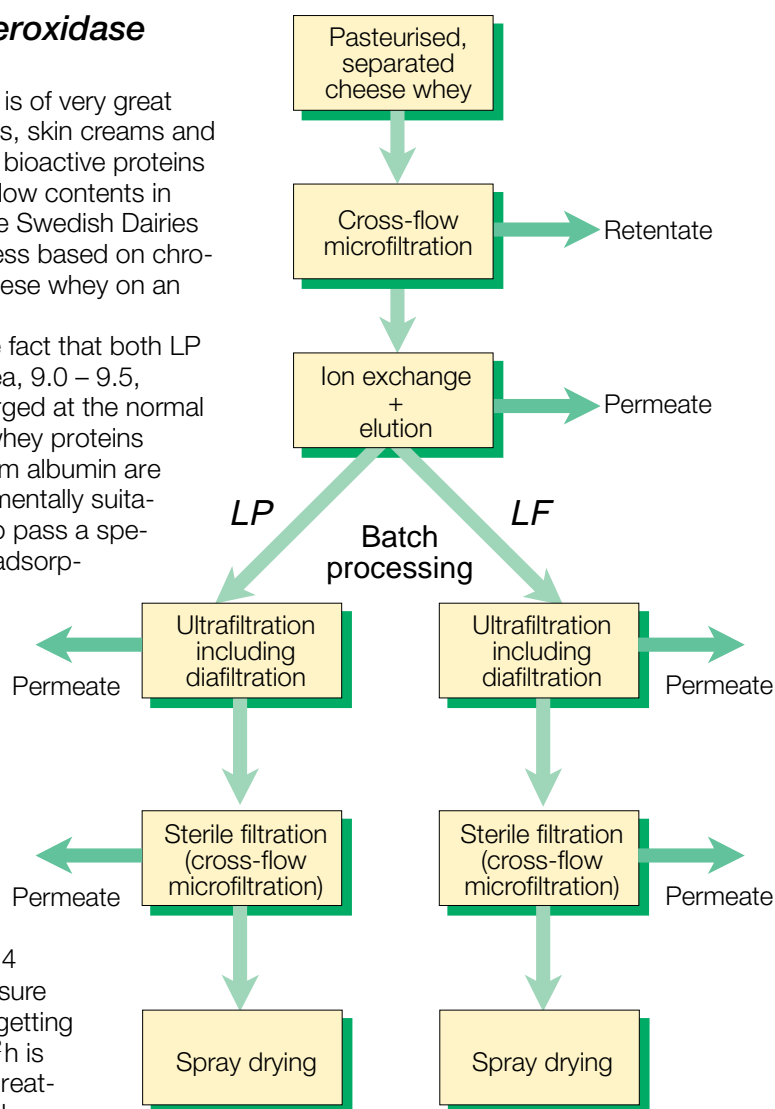 eroxidase
is of very great
s, skin creams and
bioactive proteins
low contents in
e Swedish Dairies
ess based on chro-
eese whey on an
e fact that both LP
ea, 9.0 – 9.5,
rged at the normal
whey proteins
m albumin are
mentally suita-
o pass a spe-
adsorp-
4
sure
getting
²h is
reat-
Pasteurised,
separated
cheese whey
Cross-flow
microfiltration
Retentate
Ion exchange
+
elution
Permeate
LP
LF
Batch
processing
Ultrafiltration
including
diafiltration
Permeate
Ultrafiltration
including
diafiltration
Permeate
Sterile filtration
(cross-flow
microfiltration)
Permeate
Sterile filtration
(cross-flow
microfiltration)
Permeate
Spray drying
Spray drying